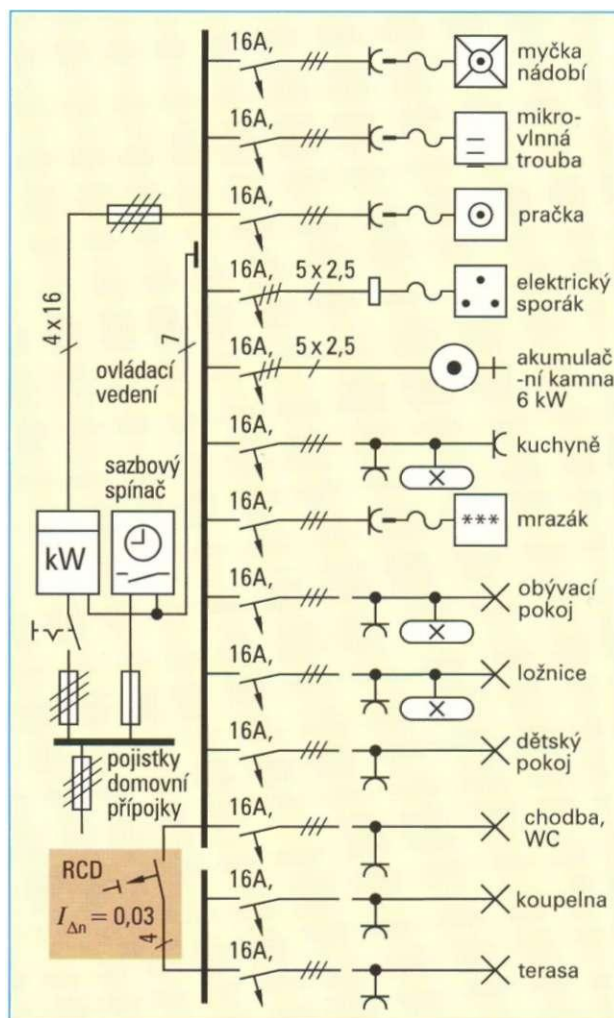 16A,
myčka
nádobí
16A,
mikro-
vlnná
trouba
16A,
pračka
16A,
5 x 2,5
elektrický
sporák
16A,
5 x 2,5
akumulač
-ní kamna
6 kW
16A,
kuchyně
16A,
***
mrazák
16A,
obývací
pokoj
16A,
ložnice
16A,
dětský
pokoj
16A,
chodba,
WC
16A,
koupelna
16A,
terasa
4 x 16
7
ovládací
vedení
sazbový
spínač
kW
pojistky
domovní
přípojky
RCD
IΔn = 0,03
4